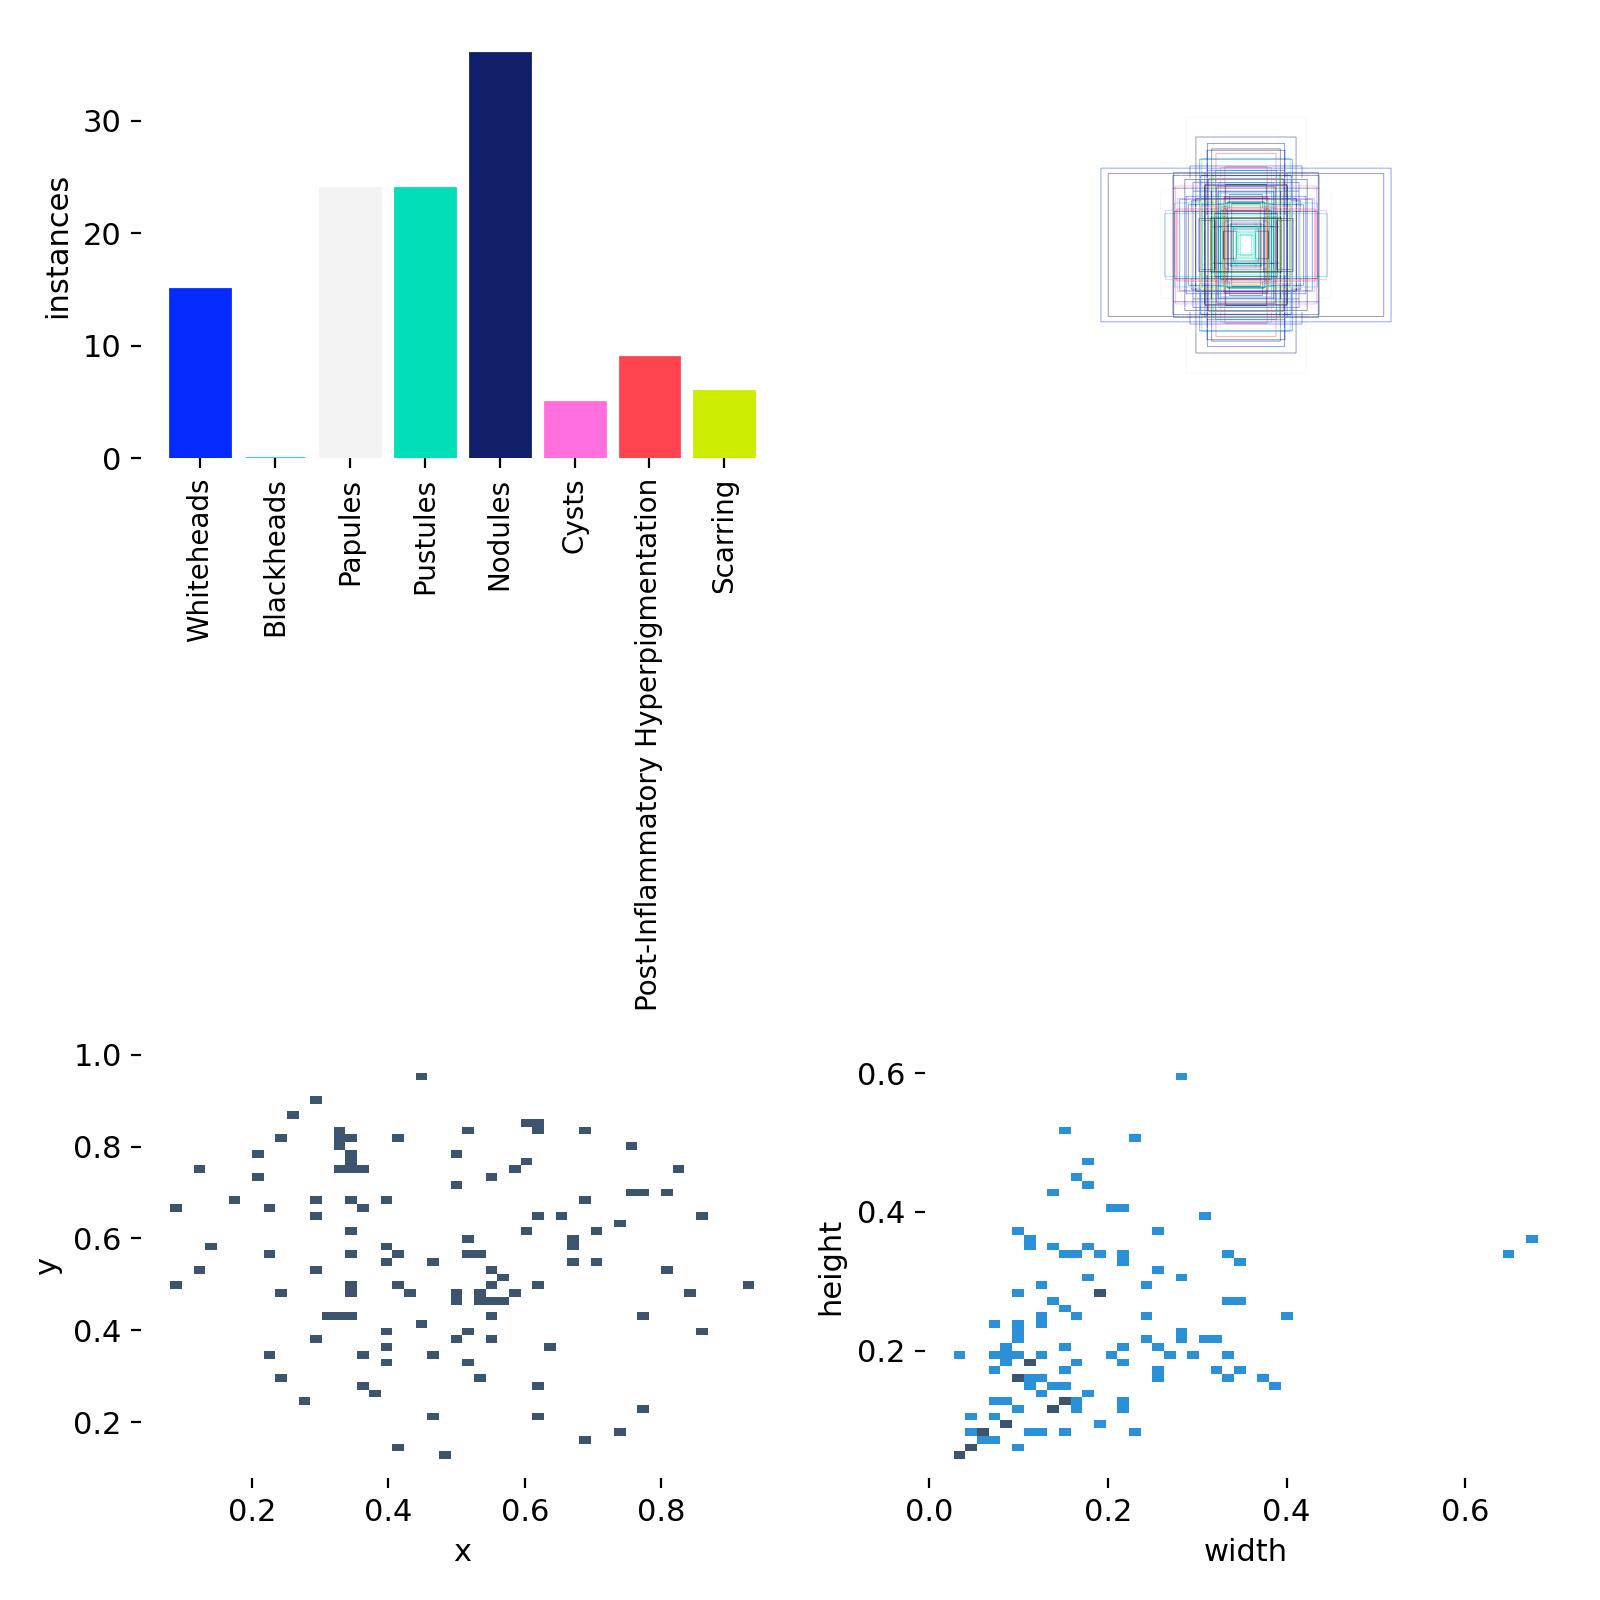 30
20
10
0
instances
Whiteheads
Blackheads
Papules
Pustules
Nodules
Cysts
Post-Inflammatory Hyperpigmentation
Scarring
1.0
0.8
0.6
0.4
0.2
y
0.2
0.4
0.6
0.8
x
0.6
0.4
0.2
height
0.0
0.2
0.4
0.6
width